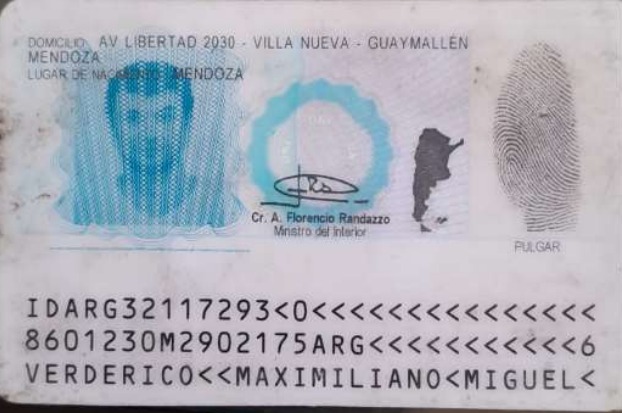 DOMICILIO: AV LIBERTAD 2030 - VILLA NUEVA - GUAYMALLÉN
MENDOZA
LUGAR DE NACIMIENTO: MENDOZA
Cr. A. Florencio Randazzo
Ministro del Interior
PULGAR
IDARG32117293<0<<<<<<<<<<<<<<<
8601230M2902175ARG<<<<<<<<<<<6
VERDERICO<<MAXIMILIANO<MIGUEL<